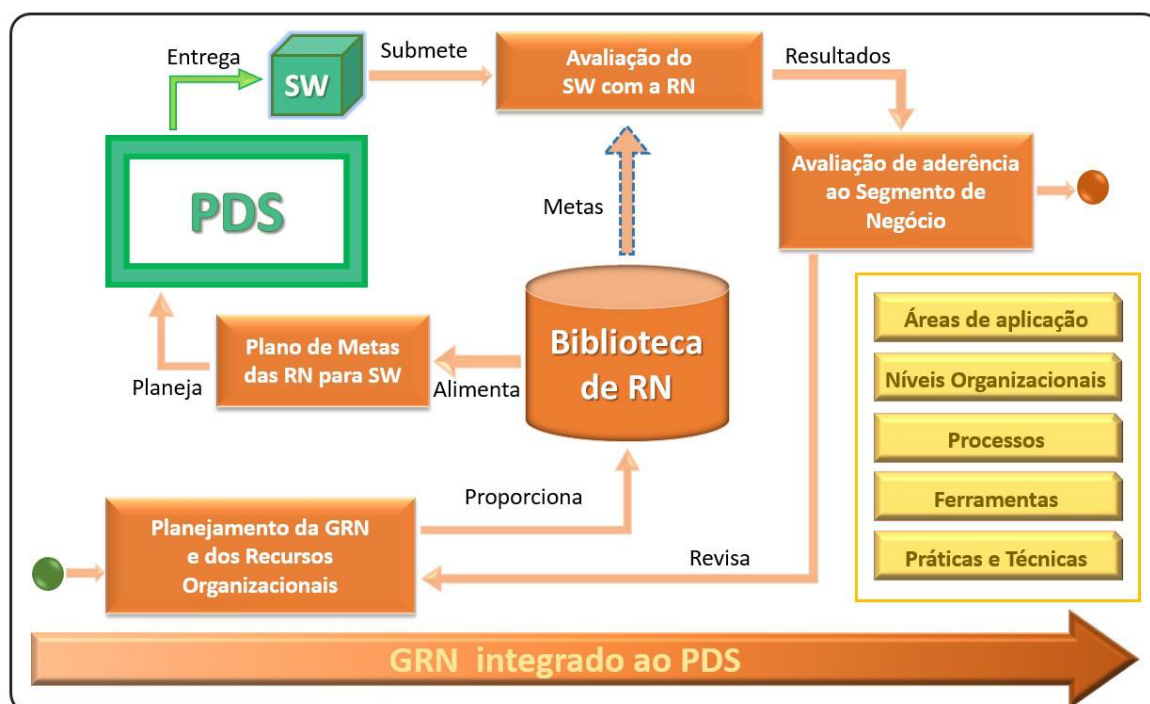 Entrega
SW
Submete
Avaliação do
SW com a RN
Resultados
Avaliação de aderência
ao Segmento de
Negócio
PDS
Metas
Biblioteca
de RN
Plano de Metas
das RN para SW
Planeja
Alimenta
Áreas de aplicação
Níveis Organizacionais
Processos
Ferramentas
Práticas e Técnicas
Proporciona
Planejamento da GRN
e dos Recursos
Organizacionais
Revisa
GRN integrado ao PDS